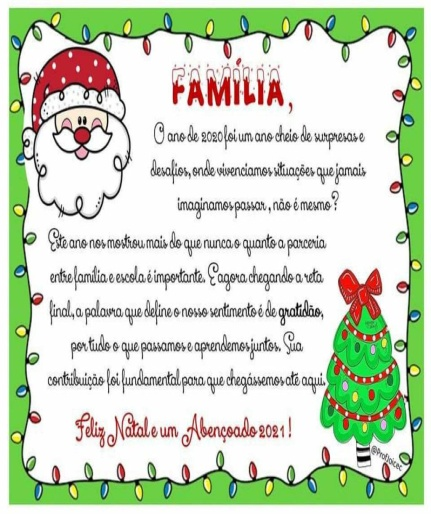 FAMÍLIA,
O ano de 2020 foi um ano cheio de surpresas e
desafios, onde vivenciamos situações que jamais
imaginamos passar, não é mesmo?
Este ano nos mostrou mais do que nunca o quanto a parceria
entre família e escola é importante. E agora chegando a reta
final, a palavra que define o nosso sentimento é de gratidão,
por tudo o que passamos e aprendemos juntos. Sua
contribuição foi fundamental para que chegássemos até aqui.
Feliz Natal e um Abençoado 2021!
@Profjoicec